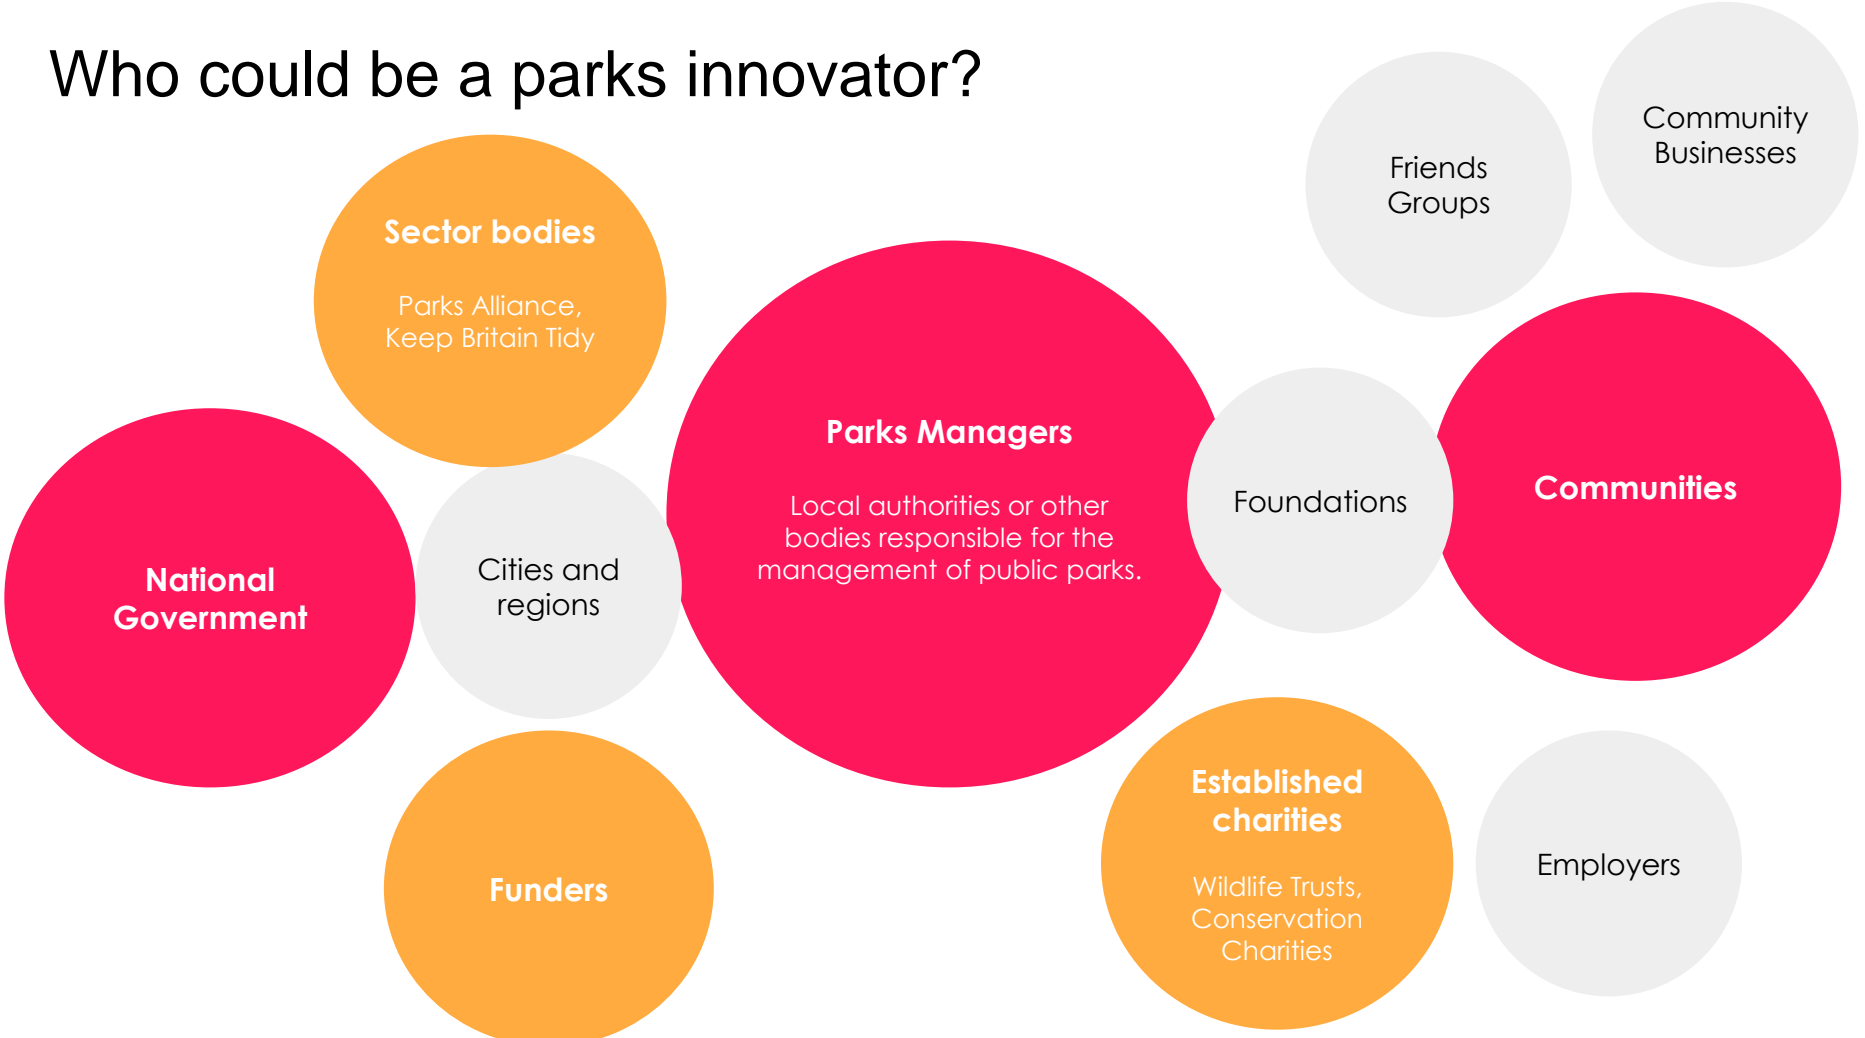 Who could be a parks innovator?
Community
Businesses
Friends
Groups
Sector bodies
Parks Alliance,
Keep Britain Tidy
Parks Managers
Local authorities or other
bodies responsible for the
management of public parks.
Foundations
Communities
National
Government
Cities and
regions
Established
charities
Wildlife Trusts,
Conservation
Charities
Employers
Funders